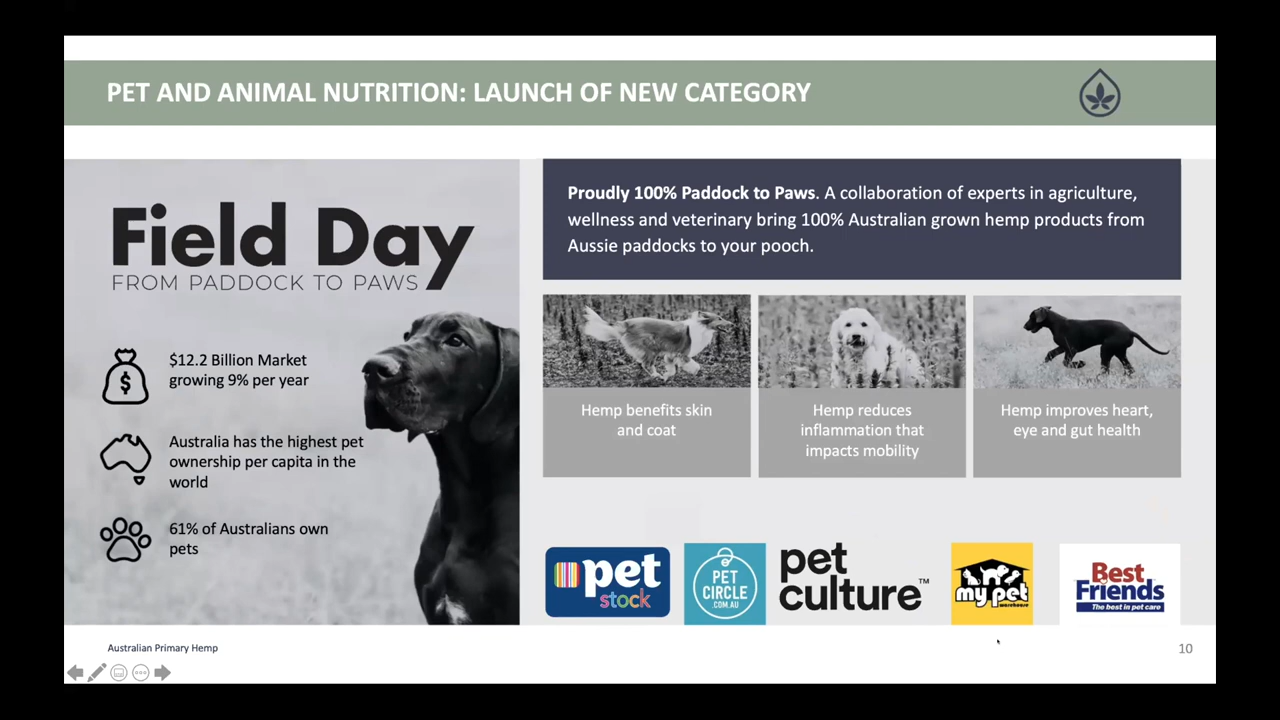 PET AND ANIMAL NUTRITION: LAUNCH OF NEW CATEGORY
Field Day
FROM PADDOCK TO PAWS
$
$12.2 Billion Market
growing 9% per year
Australia has the highest pet
ownership per capita in the
world
61% of Australians own
pets
Proudly 100% Paddock to Paws. A collaboration of experts in agriculture,
wellness and veterinary bring 100% Australian grown hemp products from
Aussie paddocks to your pooch.
Hemp benefits skin
and coat
Hemp reduces
inflammation that
impacts mobility
Hemp improves heart,
eye and gut health
pet
stock
PET
CIRCLE
.COM.AU
pet
culture™
my pet
warehouse
Best
Friends
The best in pet care
Australian Primary Hemp
10